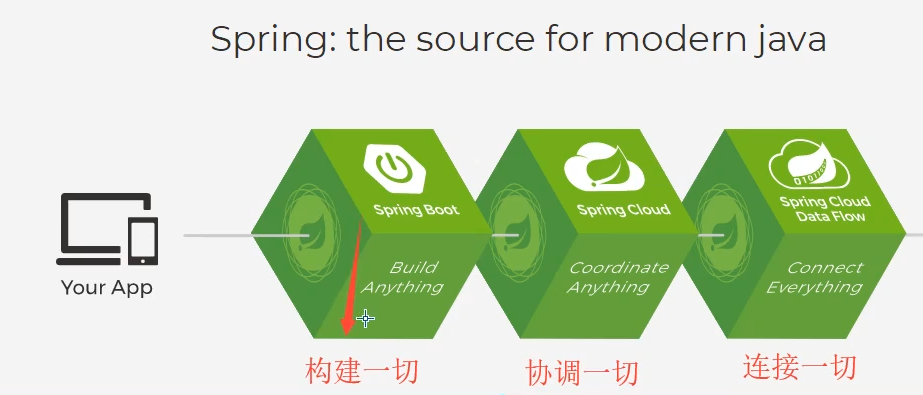 Spring: the source for modern java
Your App
Spring Boot
Build
Anything
构建一切
Spring Cloud
Coordinate
Anything
协调一切
Spring Cloud
Data Flow
Connect
Everything
连接一切